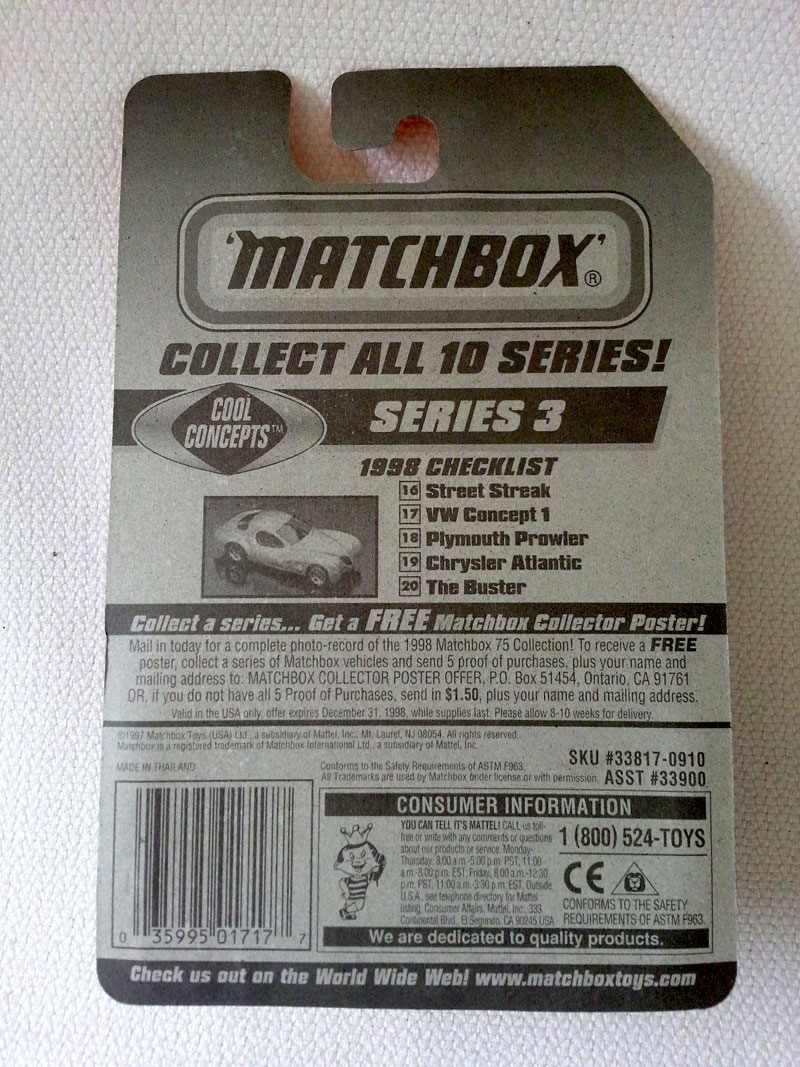 'MATCHBOX'®
COLLECT ALL 10 SERIES!
COOL
CONCEPTS™
SERIES 3
1998 CHECKLIST
16 Street Streak
17 VW Concept 1
18 Plymouth Prowler
19 Chrysler Atlantic
20 The Buster
Collect a series... Get a FREE Matchbox Collector Poster!
Mail in today for a complete photo-record of the 1998 Matchbox 75 Collection! To receive a FREE
poster, collect a series of Matchbox vehicles and send 5 proof of purchases, plus your name and
mailing address to: MATCHBOX COLLECTOR POSTER OFFER, P.O. Box 51454, Ontario, CA 91761
OR, if you do not have all 5 Proof of Purchases, send in $1.50, plus your name and mailing address.
Valid in the USA only, offer expires December 31, 1998, while supplies last. Please allow 8-10 weeks for delivery.
©1997 Matchbox Toys (USA) Ltd., a subsidiary of Mattel, Inc., Mt. Laurel, NJ 08054. All rights reserved.
Matchbox is a registered trademark of Matchbox International Ltd., a subsidiary of Mattel, Inc.
MADE IN THAILAND
Conforms to the Safety Requirements of ASTM F963.
All Trademarks are used by Matchbox under license or with permission.
SKU #33817-0910
ASST #33900
CONSUMER INFORMATION
YOU CAN TELL IT'S MATTEL! CALL us toll-
free or write with any comments or questions
about our products or service. Monday-
Thursday, 8:00 a.m.-5:00 p.m. PST, 11:00
a.m.-8:00 p.m. EST; Friday, 8:00 a.m.-12:30
p.m. PST, 11:00 a.m.-3:30 p.m. EST. Outside
U.S.A., see telephone directory for Mattel
listing. Consumer Affairs, Mattel, Inc., 333
Continental Blvd., El Segundo, CA 90245 USA
1 (800) 524-TOYS
CE
CONFORMS TO THE SAFETY
REQUIREMENTS OF ASTM F963.
We are dedicated to quality products.
0 35995 01717 7
Check us out on the World Wide Web! www.matchboxtoys.com